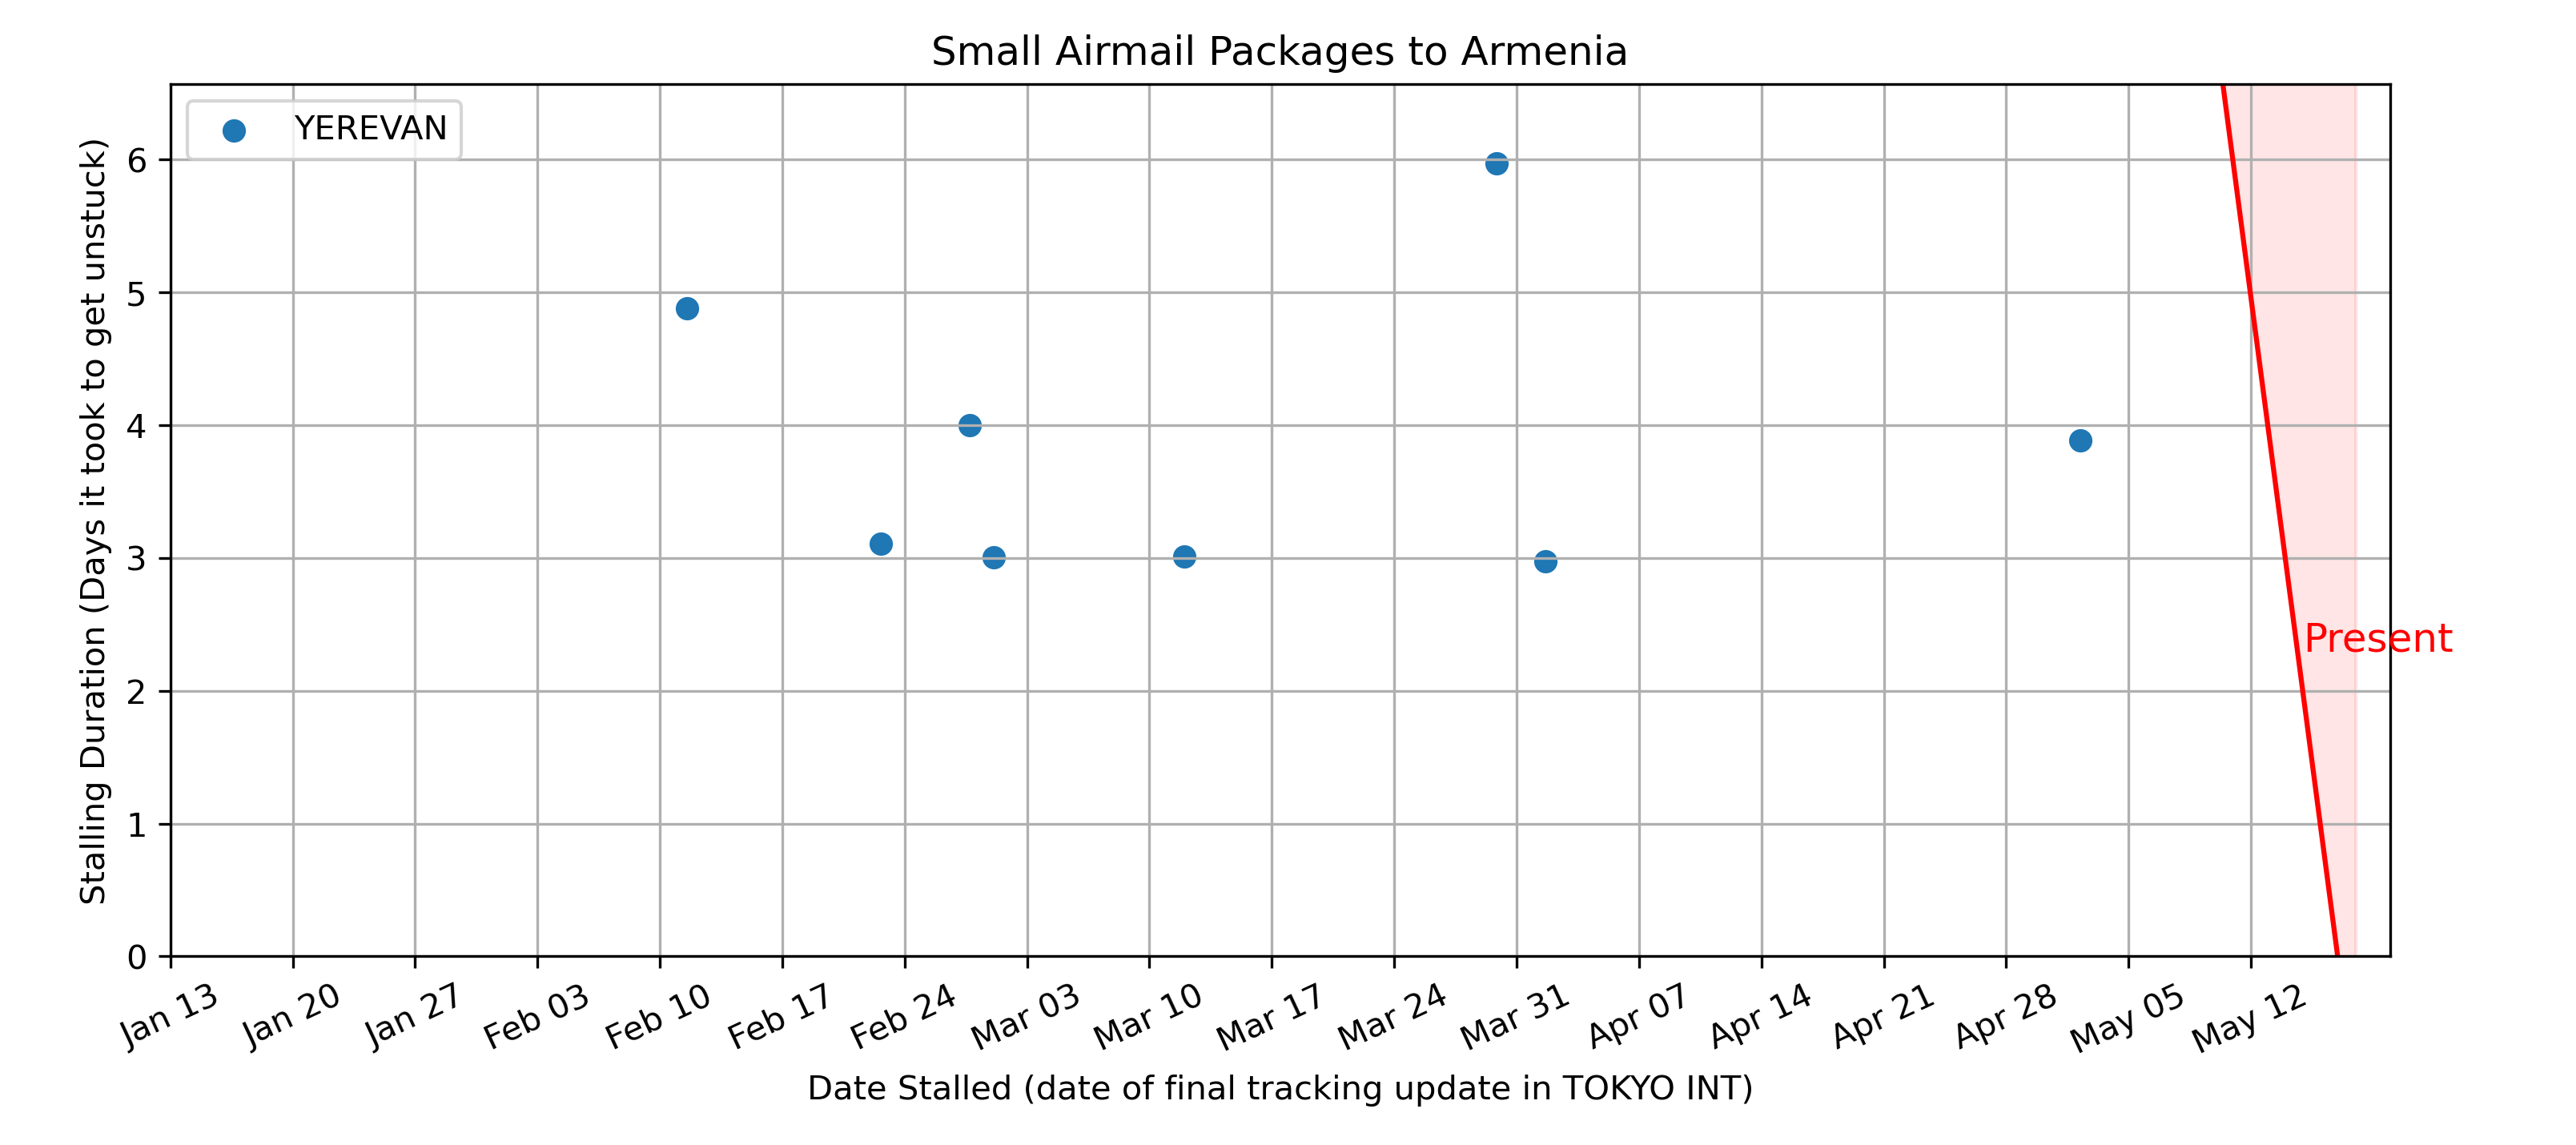 Small Airmail Packages to Armenia
YEREVAN
Stalling Duration (Days it took to get unstuck)
6
5
4
3
2
1
0
Present
Jan 13
Jan 20
Jan 27
Feb 03
Feb 10
Feb 17
Feb 24
Mar 03
Mar 10
Mar 17
Mar 24
Mar 31
Apr 07
Apr 14
Apr 21
Apr 28
May 05
May 12
Date Stalled (date of final tracking update in TOKYO INT)